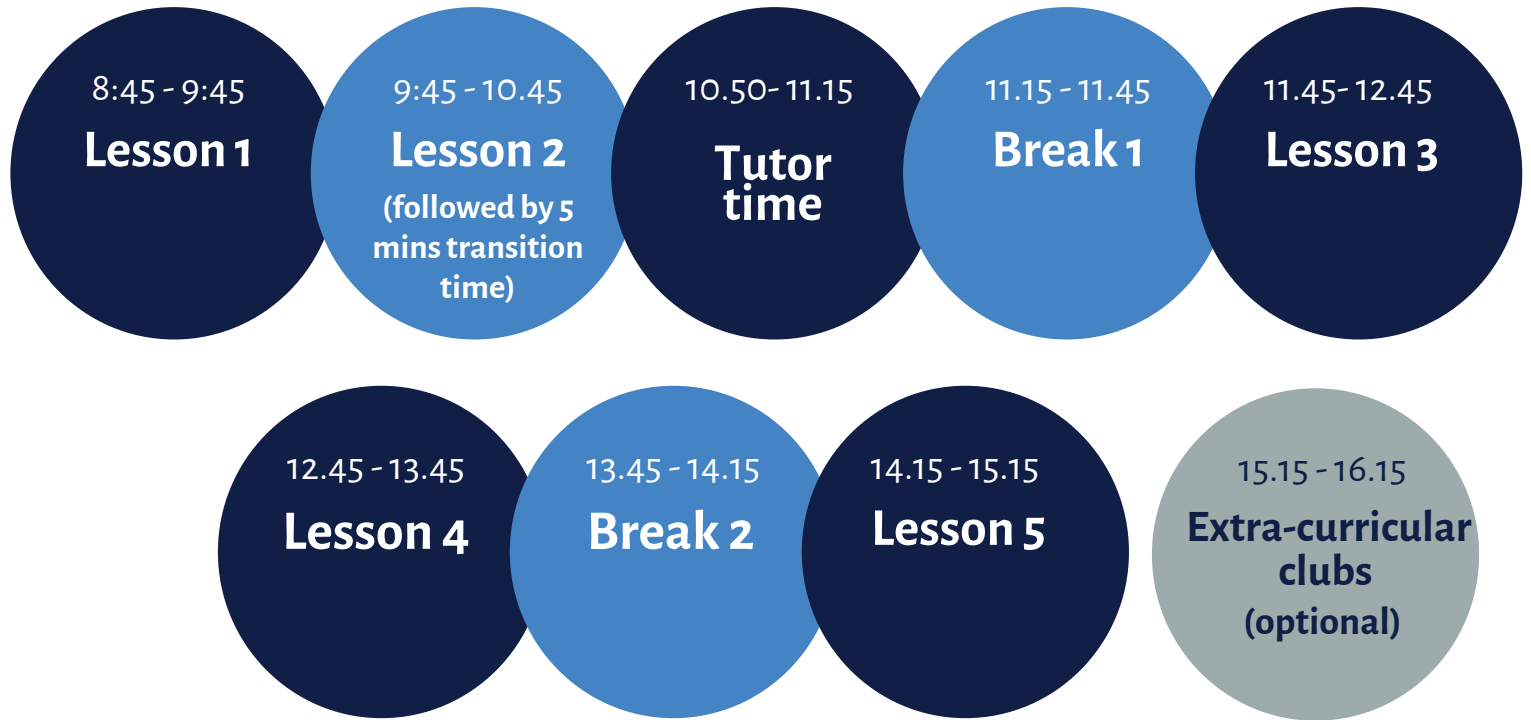 8:45 - 9:45
Lesson 1
9:45 - 10.45
Lesson 2
(followed by 5
mins transition
time)
10.50- 11.15
Tutor
time
11.15 - 11.45
Break 1
11.45- 12.45
Lesson 3
12.45 - 13.45
Lesson 4
13.45 - 14.15
Break 2
14.15 - 15.15
Lesson 5
15.15 - 16.15
Extra-curricular
clubs
(optional)